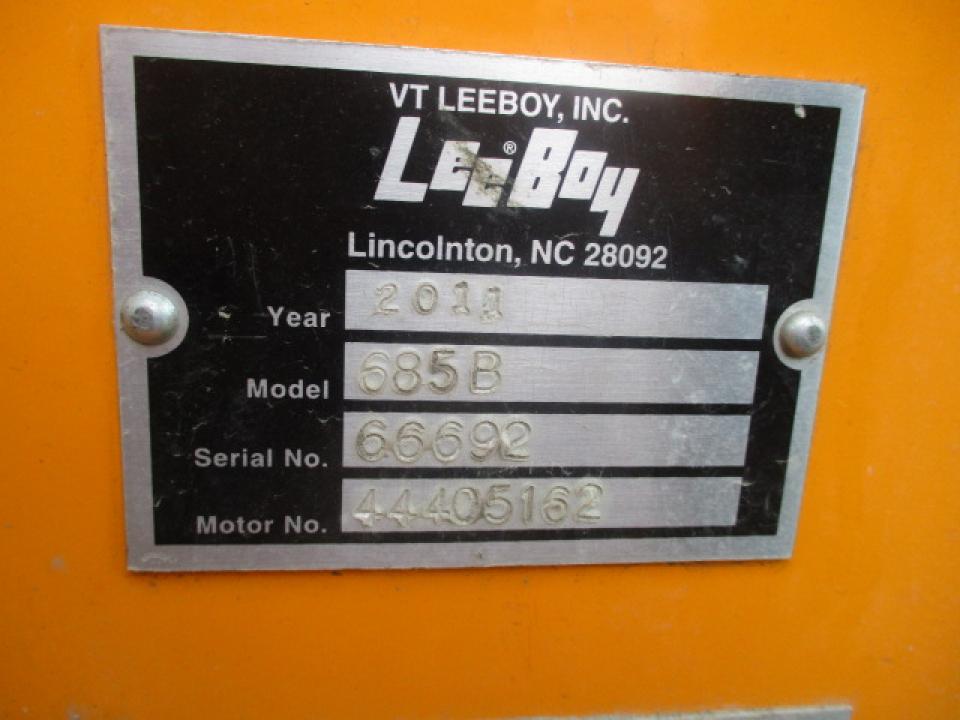 VT LEEBOY, INC.
LeeBoy®
Lincolnton, NC 28092
Year 2011
Model 685B
Serial No. 66692
Motor No. 44405162